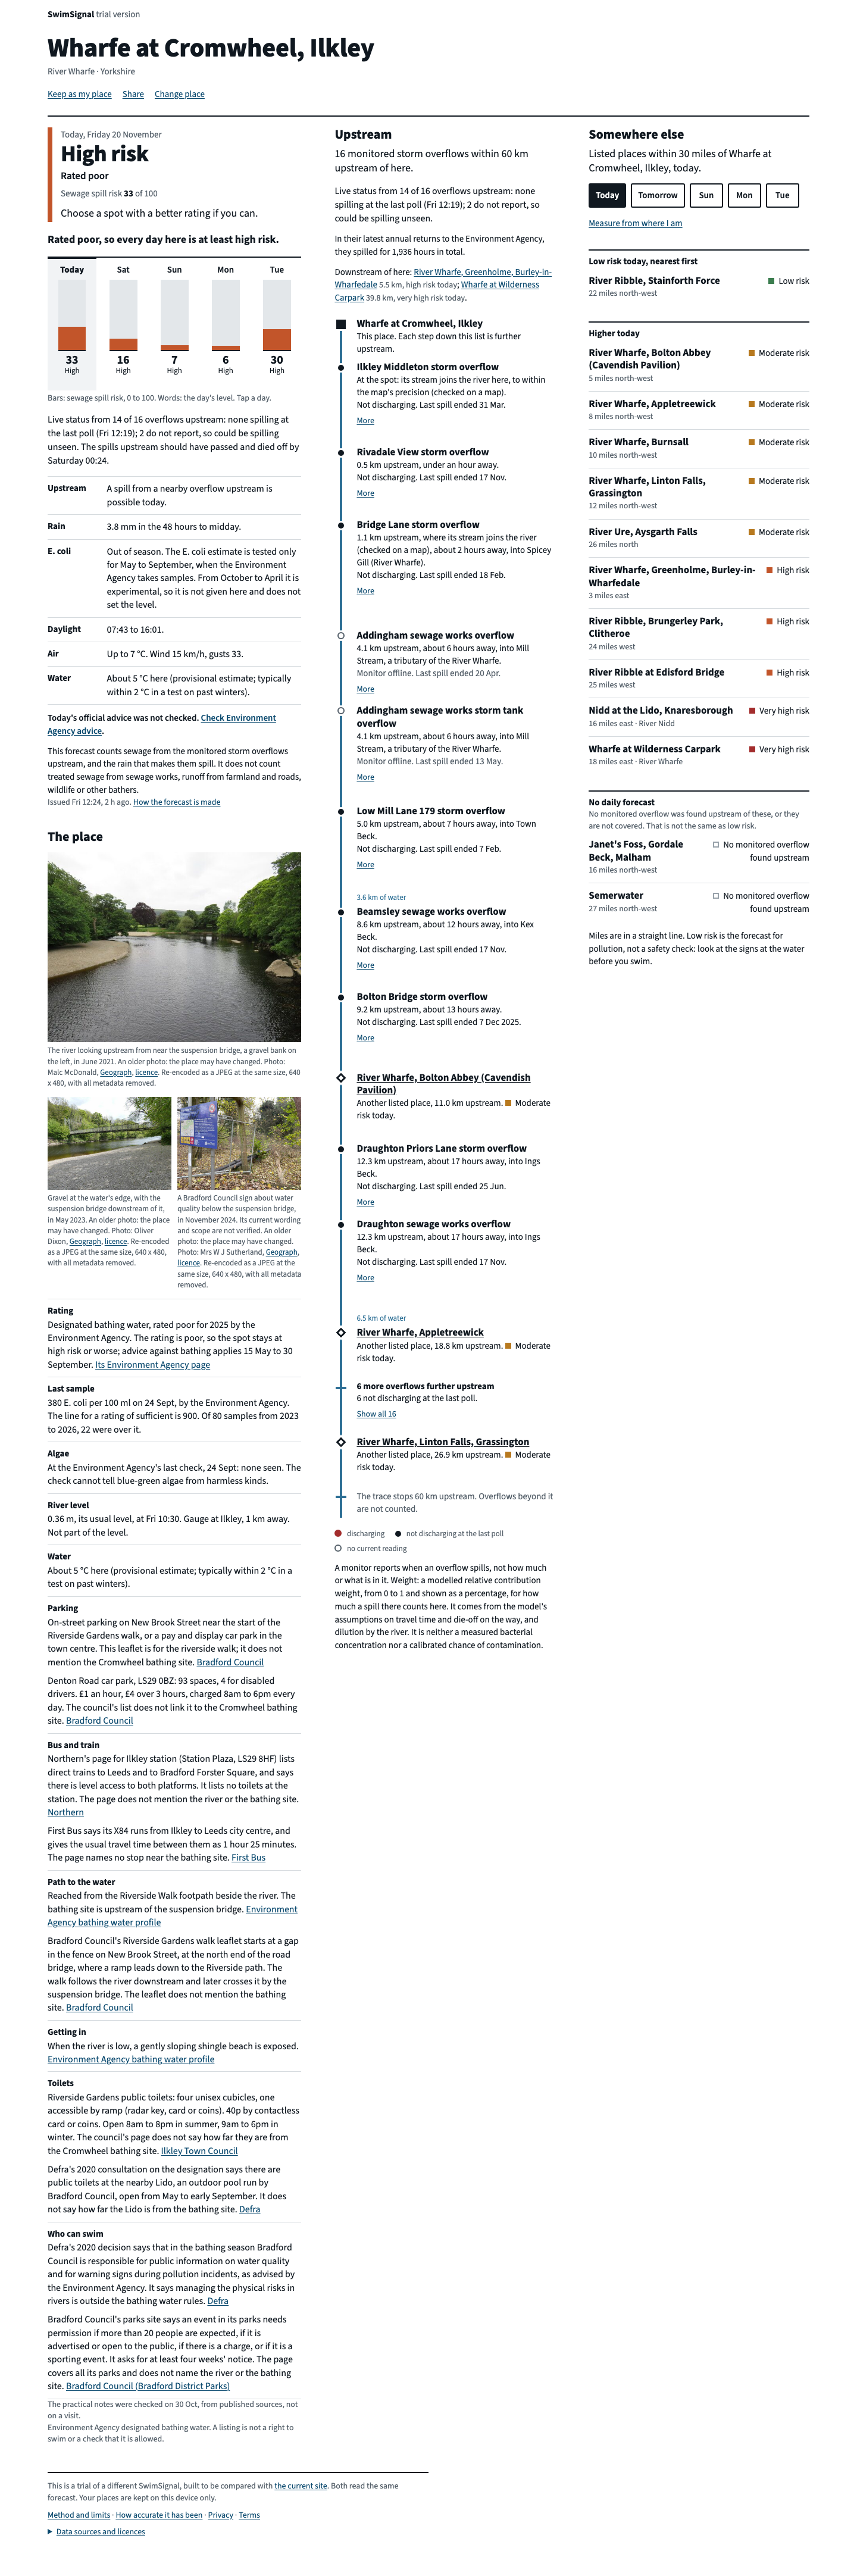 SwimSignal trial version
Wharfe at Cromwheel, Ilkley
River Wharfe · Yorkshire
Keep as my place Share Change place
Today, Friday 20 November
High risk
Rated poor
Sewage spill risk 33 of 100
Choose a spot with a better rating if you can.
Rated poor, so every day here is at least high risk.
Today Sat Sun Mon Tue
33 16 7 6 30
High High High High High
Bars: sewage spill risk, 0 to 100. Words: the day's level. Tap a day.
Live status from 14 of 16 overflows upstream: none spilling at
the last poll (Fri 12:19); 2 do not report, so could be spilling
unseen. The spills upstream should have passed and died off by
Saturday 00:24.
Upstream A spill from a nearby overflow upstream is
possible today.
Rain 3.8 mm in the 48 hours to midday.
E. coli Out of season. The E. coli estimate is tested only
for May to September, when the Environment
Agency takes samples. From October to April it is
experimental, so it is not given here and does not
set the level.
Daylight 07:43 to 16:01.
Air Up to 7 °C. Wind 15 km/h, gusts 33.
Water About 5 °C here (provisional estimate; typically
within 2 °C in a test on past winters).
Today's official advice was not checked. Check Environment
Agency advice.
This forecast counts sewage from the monitored storm overflows
upstream, and the rain that makes them spill. It does not count
treated sewage from sewage works, runoff from farmland and roads,
wildlife or other bathers.
Issued Fri 12:24, 2 h ago. How the forecast is made
The place
The river looking upstream from near the suspension bridge, a gravel bank on
the left, in June 2021. An older photo: the place may have changed. Photo:
Malc McDonald, Geograph, licence. Re-encoded as a JPEG at the same size, 640
x 480, with all metadata removed.
Gravel at the water's edge, with the
suspension bridge downstream of it,
in May 2023. An older photo: the place
may have changed. Photo: Oliver
Dixon, Geograph, licence. Re-encoded
as a JPEG at the same size, 640 x 480,
with all metadata removed.
A Bradford Council sign about water
quality below the suspension bridge,
in November 2024. Its current wording
and scope are not verified. An older
photo: the place may have changed.
Photo: Mrs W J Sutherland, Geograph,
licence. Re-encoded as a JPEG at the
same size, 640 x 480, with all metadata
removed.
Rating
Designated bathing water, rated poor for 2025 by the
Environment Agency. The rating is poor, so the spot stays at
high risk or worse; advice against bathing applies 15 May to 30
September. Its Environment Agency page
Last sample
380 E. coli per 100 ml on 24 Sept, by the Environment Agency.
The line for a rating of sufficient is 900. Of 80 samples from 2023
to 2026, 22 were over it.
Algae
At the Environment Agency's last check, 24 Sept: none seen. The
check cannot tell blue-green algae from harmless kinds.
River level
0.36 m, its usual level, at Fri 10:30. Gauge at Ilkley, 1 km away.
Not part of the level.
Water
About 5 °C here (provisional estimate; typically within 2 °C in a
test on past winters).
Parking
On-street parking on New Brook Street near the start of the
Riverside Gardens walk, or a pay and display car park in the
town centre. This leaflet is for the riverside walk; it does not
mention the Cromwheel bathing site. Bradford Council
Denton Road car park, LS29 0BZ: 93 spaces, 4 for disabled
drivers. £1 an hour, £4 over 3 hours, charged 8am to 6pm every
day. The council's list does not link it to the Cromwheel bathing
site. Bradford Council
Bus and train
Northern's page for Ilkley station (Station Plaza, LS29 8HF) lists
direct trains to Leeds and to Bradford Forster Square, and says
there is level access to both platforms. It lists no toilets at the
station. The page does not mention the river or the bathing site.
Northern
First Bus says its X84 runs from Ilkley to Leeds city centre, and
gives the usual travel time between them as 1 hour 25 minutes.
The page names no stop near the bathing site. First Bus
Path to the water
Reached from the Riverside Walk footpath beside the river. The
bathing site is upstream of the suspension bridge. Environment
Agency bathing water profile
Bradford Council's Riverside Gardens walk leaflet starts at a gap
in the fence on New Brook Street, at the north end of the road
bridge, where a ramp leads down to the Riverside path. The
walk follows the river downstream and later crosses it by the
suspension bridge. The leaflet does not mention the bathing
site. Bradford Council
Getting in
When the river is low, a gently sloping shingle beach is exposed.
Environment Agency bathing water profile
Toilets
Riverside Gardens public toilets: four unisex cubicles, one
accessible by ramp (radar key, card or coins). 40p by contactless
card or coins. Open 8am to 8pm in summer, 9am to 6pm in
winter. The council's page does not say how far they are from
the Cromwheel bathing site. Ilkley Town Council
Defra's 2020 consultation on the designation says there are
public toilets at the nearby Lido, an outdoor pool run by
Bradford Council, open from May to early September. It does
not say how far the Lido is from the bathing site. Defra
Who can swim
Defra's 2020 decision says that in the bathing season Bradford
Council is responsible for public information on water quality
and for warning signs during pollution incidents, as advised by
the Environment Agency. It says managing the physical risks in
rivers is outside the bathing water rules. Defra
Bradford Council's parks site says an event in its parks needs
permission if more than 20 people are expected, if it is
advertised or open to the public, if there is a charge, or if it is a
sporting event. It asks for at least four weeks' notice. The page
covers all its parks and does not name the river or the bathing
site. Bradford Council (Bradford District Parks)
The practical notes were checked on 30 Oct, from published sources, not
on a visit.
Environment Agency designated bathing water. A listing is not a right to
swim or a check that it is allowed.
Upstream
16 monitored storm overflows within 60 km
upstream of here.
Live status from 14 of 16 overflows upstream: none
spilling at the last poll (Fri 12:19); 2 do not report, so
could be spilling unseen.
In their latest annual returns to the Environment Agency,
they spilled for 1,936 hours in total.
Downstream of here: River Wharfe, Greenholme, Burley-in-
Wharfedale 5.5 km, high risk today; Wharfe at Wilderness
Carpark 39.8 km, very high risk today.
Wharfe at Cromwheel, Ilkley
This place. Each step down this list is further
upstream.
Ilkley Middleton storm overflow
At the spot: its stream joins the river here, to within
the map's precision (checked on a map).
Not discharging. Last spill ended 31 Mar.
More
Rivadale View storm overflow
0.5 km upstream, under an hour away.
Not discharging. Last spill ended 17 Nov.
More
Bridge Lane storm overflow
1.1 km upstream, where its stream joins the river
(checked on a map), about 2 hours away, into Spicey
Gill (River Wharfe).
Not discharging. Last spill ended 18 Feb.
More
Addingham sewage works overflow
4.1 km upstream, about 6 hours away, into Mill
Stream, a tributary of the River Wharfe.
Monitor offline. Last spill ended 20 Apr.
More
Addingham sewage works storm tank
overflow
4.1 km upstream, about 6 hours away, into Mill
Stream, a tributary of the River Wharfe.
Monitor offline. Last spill ended 13 May.
More
Low Mill Lane 179 storm overflow
5.0 km upstream, about 7 hours away, into Town
Beck.
Not discharging. Last spill ended 7 Feb.
More
3.6 km of water
Beamsley sewage works overflow
8.6 km upstream, about 12 hours away, into Kex
Beck.
Not discharging. Last spill ended 17 Nov.
More
Bolton Bridge storm overflow
9.2 km upstream, about 13 hours away.
Not discharging. Last spill ended 7 Dec 2025.
More
River Wharfe, Bolton Abbey (Cavendish
Pavilion)
Another listed place, 11.0 km upstream. Moderate
risk today.
Draughton Priors Lane storm overflow
12.3 km upstream, about 17 hours away, into Ings
Beck.
Not discharging. Last spill ended 25 Jun.
More
Draughton sewage works overflow
12.3 km upstream, about 17 hours away, into Ings
Beck.
Not discharging. Last spill ended 17 Nov.
More
6.5 km of water
River Wharfe, Appletreewick
Another listed place, 18.8 km upstream. Moderate
risk today.
6 more overflows further upstream
6 not discharging at the last poll.
Show all 16
River Wharfe, Linton Falls, Grassington
Another listed place, 26.9 km upstream. Moderate
risk today.
The trace stops 60 km upstream. Overflows beyond it
are not counted.
discharging not discharging at the last poll
no current reading
A monitor reports when an overflow spills, not how much
or what is in it. Weight: a modelled relative contribution
weight, from 0 to 1 and shown as a percentage, for how
much a spill there counts here. It comes from the model's
assumptions on travel time and die-off on the way, and
dilution by the river. It is neither a measured bacterial
concentration nor a calibrated chance of contamination.
Somewhere else
Listed places within 30 miles of Wharfe at
Cromwheel, Ilkley, today.
Today Tomorrow Sun Mon Tue
Measure from where I am
Low risk today, nearest first
River Ribble, Stainforth Force Low risk
22 miles north-west
Higher today
River Wharfe, Bolton Abbey Moderate risk
(Cavendish Pavilion)
5 miles north-west
River Wharfe, Appletreewick Moderate risk
8 miles north-west
River Wharfe, Burnsall Moderate risk
10 miles north-west
River Wharfe, Linton Falls, Moderate risk
Grassington
12 miles north-west
River Ure, Aysgarth Falls Moderate risk
26 miles north
River Wharfe, Greenholme, Burley-in- High risk
Wharfedale
3 miles east
River Ribble, Brungerley Park, High risk
Clitheroe
24 miles west
River Ribble at Edisford Bridge High risk
25 miles west
Nidd at the Lido, Knaresborough Very high risk
16 miles east · River Nidd
Wharfe at Wilderness Carpark Very high risk
18 miles east · River Wharfe
No daily forecast
No monitored overflow was found upstream of these, or they
are not covered. That is not the same as low risk.
Janet's Foss, Gordale No monitored overflow
Beck, Malham found upstream
16 miles north-west
Semerwater No monitored overflow
27 miles north-west found upstream
Miles are in a straight line. Low risk is the forecast for
pollution, not a safety check: look at the signs at the water
before you swim.
This is a trial of a different SwimSignal, built to be compared with the current site. Both read the same
forecast. Your places are kept on this device only.
Method and limits · How accurate it has been · Privacy · Terms
Data sources and licences